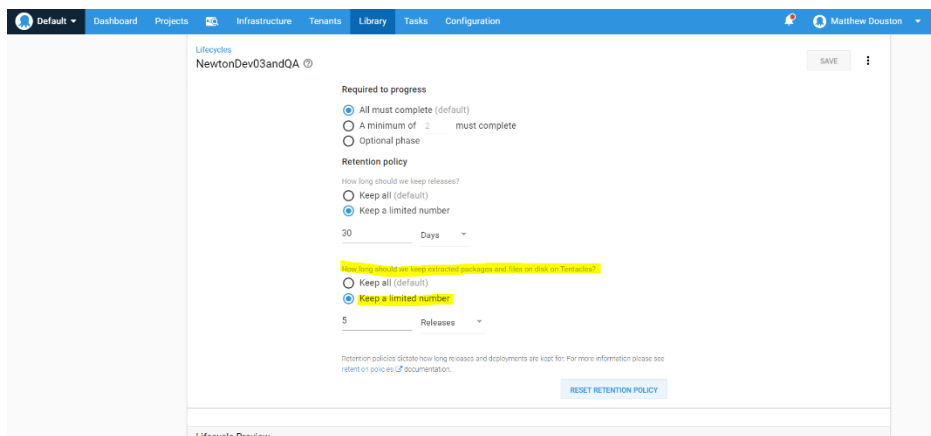 Default Dashboard Projects Infrastructure Tenants Library Tasks Configuration Matthew Douston
Lifecycles
NewtonDev03andQA
SAVE
Required to progress
All must complete (default)
A minimum of 2 must complete
Optional phase
Retention policy
How long should we keep releases?
Keep all (default)
Keep a limited number
30 Days
How long should we keep extracted packages and files on disk on Tentacles?
Keep all (default)
Keep a limited number
5 Releases
Retention policies dictate how long releases and deployments are kept for. For more information please see
retention policies documentation.
RESET RETENTION POLICY
Lifecycle Preview